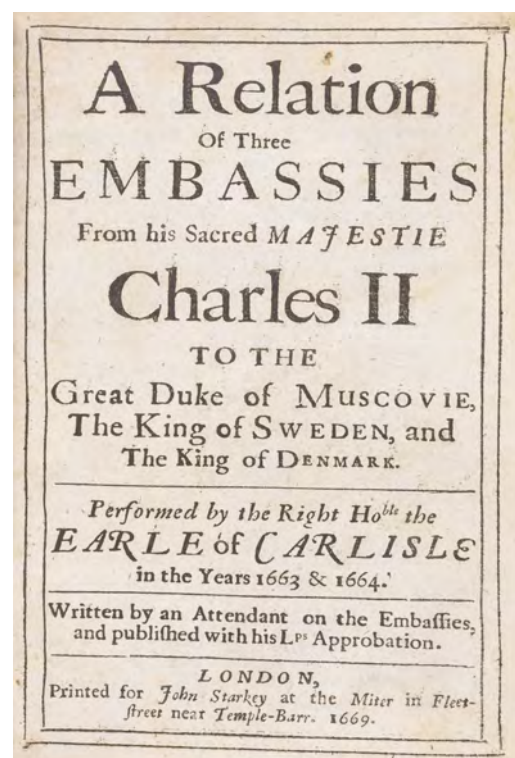 A Relation
Of Three
EMBASSIES
From his Sacred MAJESTIE
Charles II
TO THE
Great Duke of MUSCOVIE,
The King of SWEDEN, and
The King of DENMARK.
Performed by the Right Hoble the
EARLE of CARLISLE
in the Years 1663 & 1664.
Written by an Attendant on the Embaſſies,
and publiſhed with his Lps Approbation.
LONDON,
Printed for John Starkey at the Miter in Fleet-
ſtreet near Temple-Barr. 1669.